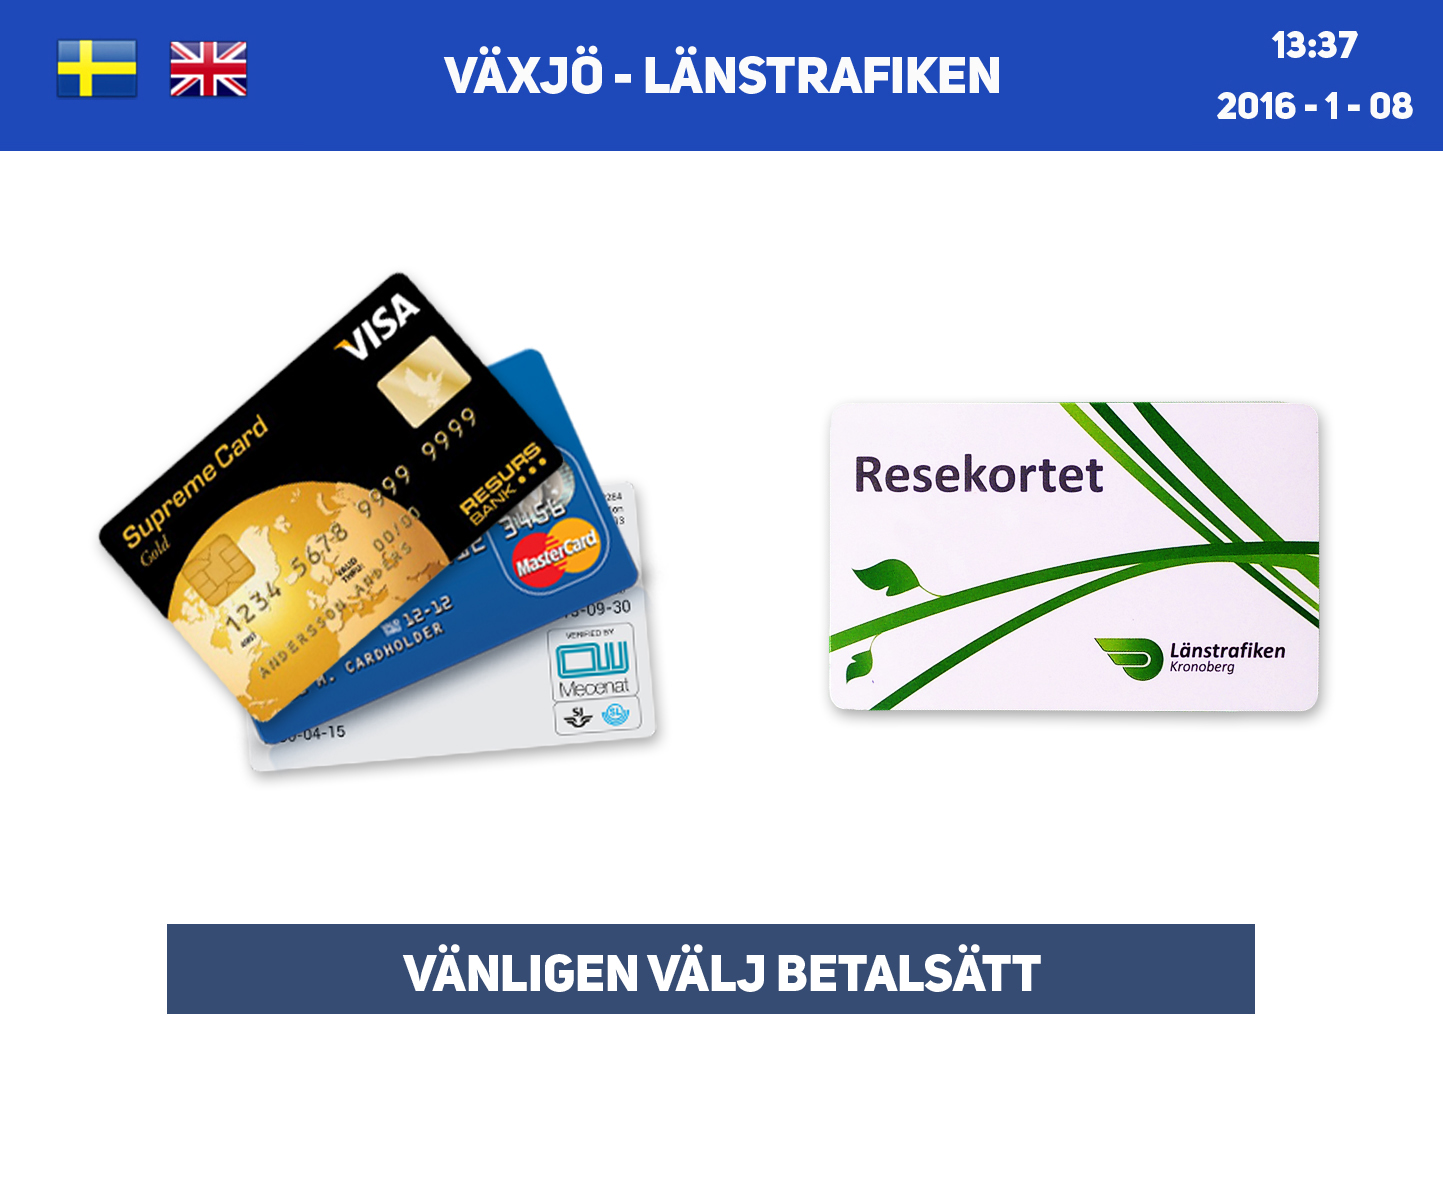 VÄXJÖ - LÄNSTRAFIKEN
13:37
2016 - 1 - 08
VISA
Supreme Card
Gold
1234 5678 9999 9999
VALID THRU:
00/00
ANDERSSON ANDERS
RESURS
BANK
3456
MasterCard
12-12
CARDHOLDER
09-30
VERIFIED BY
Mecenat
SJ
SL
04-15
Resekortet
Länstrafiken
Kronoberg
VÄNLIGEN VÄLJ BETALSÄTT